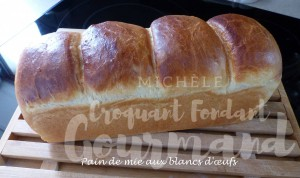 MICHÈLE
Croquant Fondant
Gourmand
Pain de mie aux blancs d'œufs